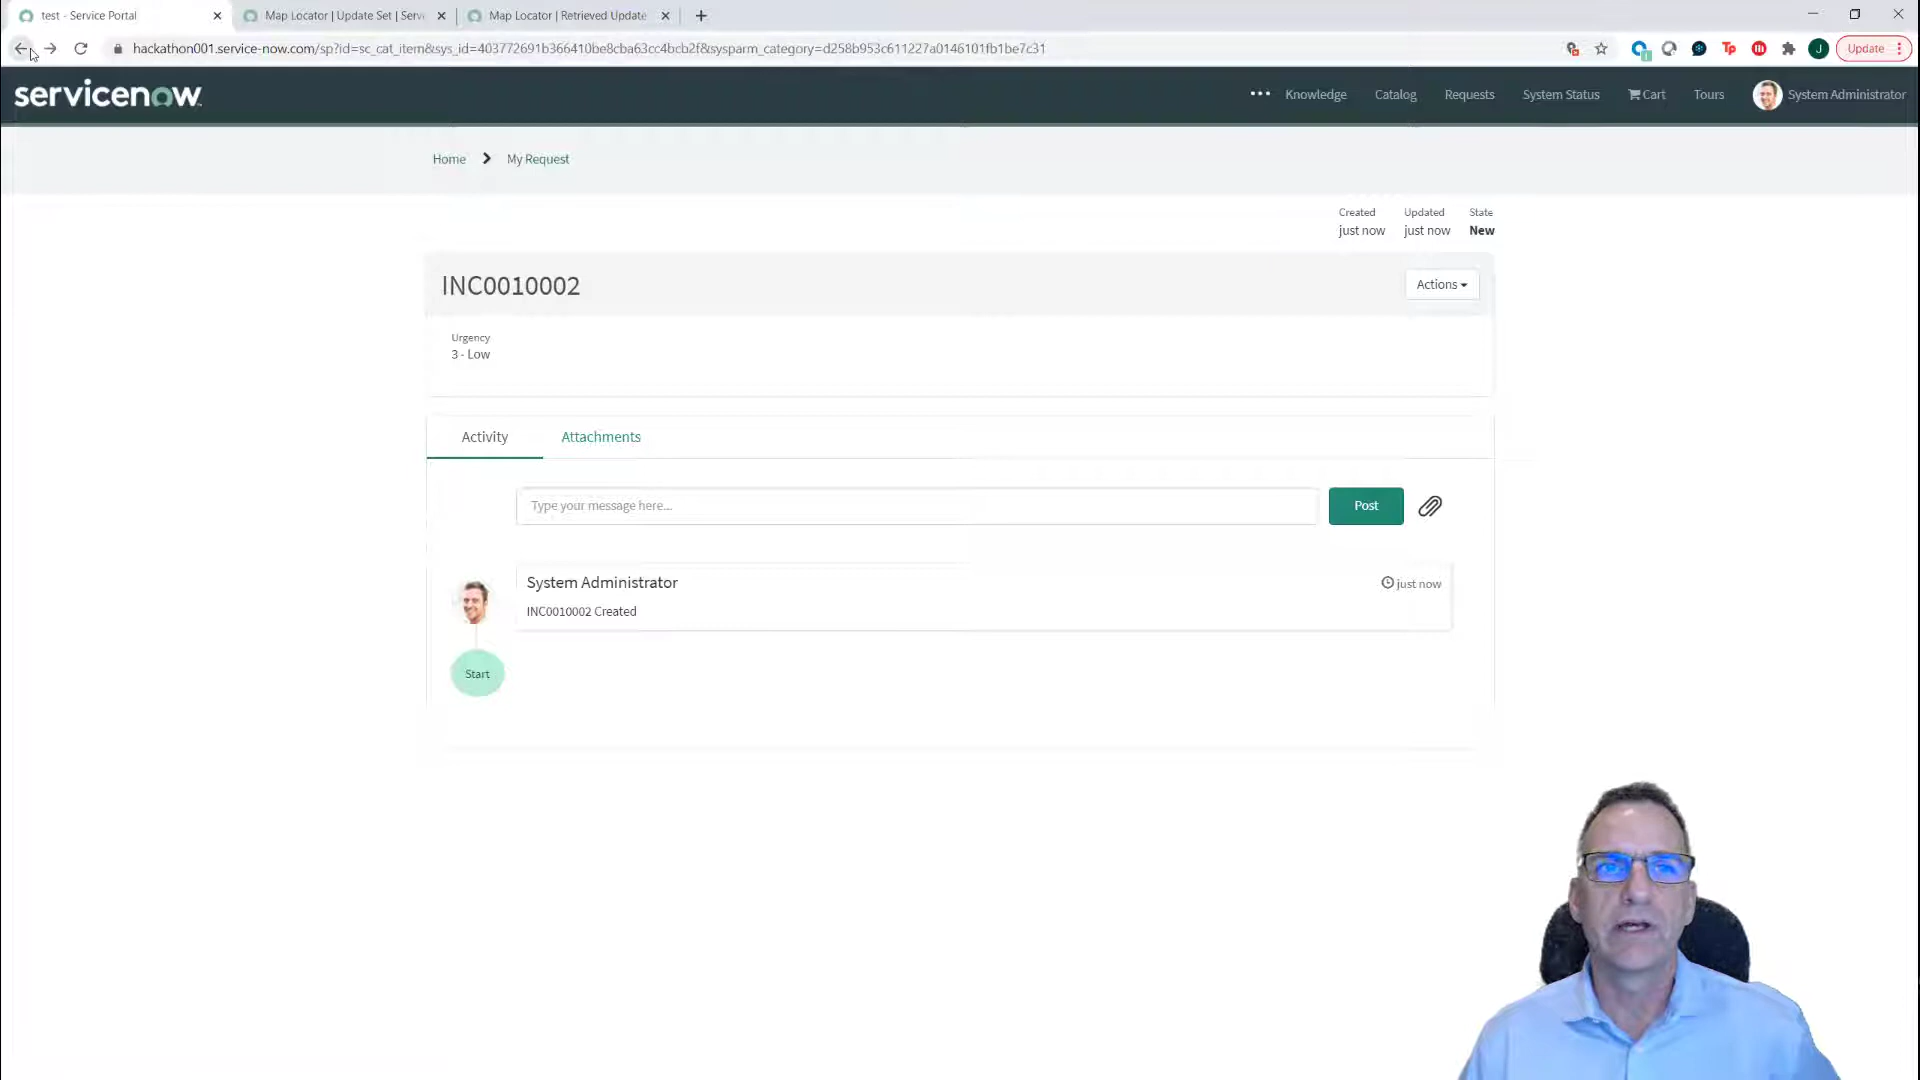 test - Service Portal
Map Locator | Update Set | Serv
Map Locator | Retrieved Update
hackathon001.service-now.com/sp?id=sc_cat_item&sys_id=403772691b366410be8cba63cc4bcb2f&sysparm_category=d258b953c611227a0146101fb1be7c31
Tp
J
Update
servicenow
Knowledge
Catalog
Requests
System Status
Cart
Tours
System Administrator
Home
My Request
Created
Updated
State
just now
just now
New
INC0010002
Actions
Urgency
3 - Low
Activity
Attachments
Type your message here...
Post
System Administrator
just now
INC0010002 Created
Start